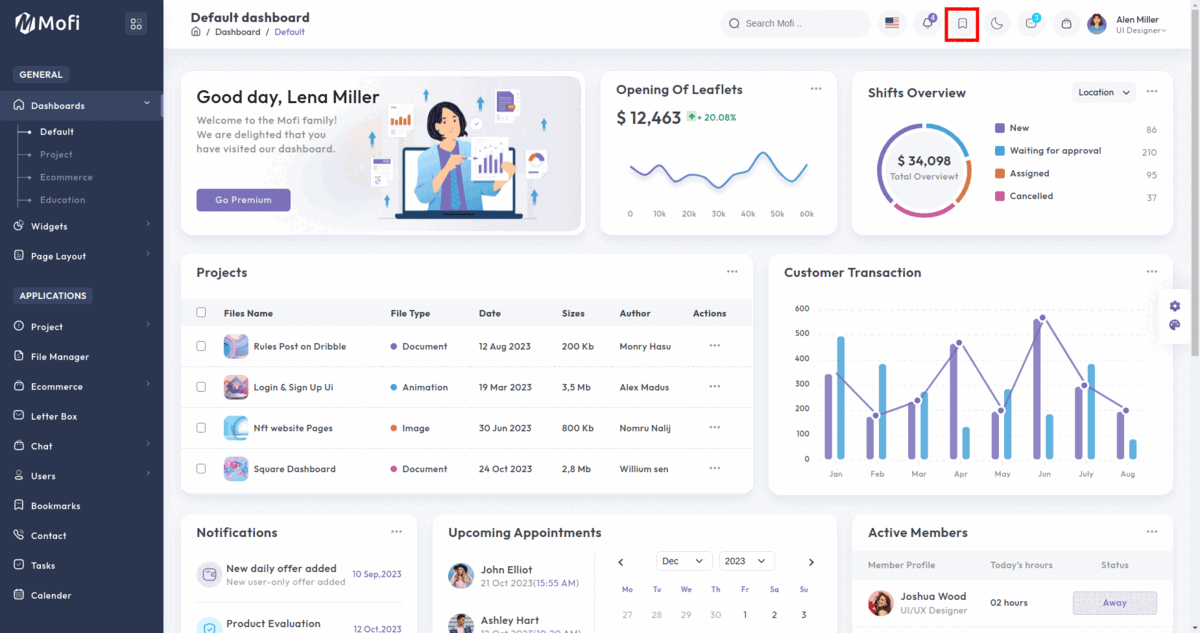 Mofi
Default dashboard
Dashboard / Default
Search Mofi ..
4
3
Alen Miller
UI Designer
GENERAL
Dashboards
Default
Project
Ecommerce
Education
Widgets
Page Layout
APPLICATIONS
Project
File Manager
Ecommerce
Letter Box
Chat
Users
Bookmarks
Contact
Tasks
Calender
Good day, Lena Miller
Welcome to the Mofi family!
We are delighted that you
have visited our dashboard.
Go Premium
Opening Of Leaflets
$ 12,463 + 20.08%
0 10k 20k 30k 40k 50k 60k
Shifts Overview
Location
$ 34,098
Total Overviewt
New 86
Waiting for approval 210
Assigned 95
Cancelled 37
Projects
Files Name File Type Date Sizes Author Actions
Rules Post on Dribble Document 12 Aug 2023 200 Kb Monry Hasu
Login & Sign Up Ui Animation 19 Mar 2023 3,5 Mb Alex Madus
Nft website Pages Image 30 Jun 2023 800 Kb Nomru Nalij
Square Dashboard Document 24 Oct 2023 2,8 Mb Willium sen
Customer Transaction
600
500
400
300
200
100
0
Jan Feb Mar Apr May Jun July Aug
Notifications
New daily offer added 10 Sep,2023
New user-only offer added
Product Evaluation 12 Oct,2023
Upcoming Appointments
John Elliot
21 Oct 2023(15:55 AM)
Ashley Hart
Dec 2023
Mo Tu We Th Fr Sa Su
27 28 29 30 1 2 3
Active Members
Member Profile Today's hrours Status
Joshua Wood
UI/UX Designer
02 hours
Away